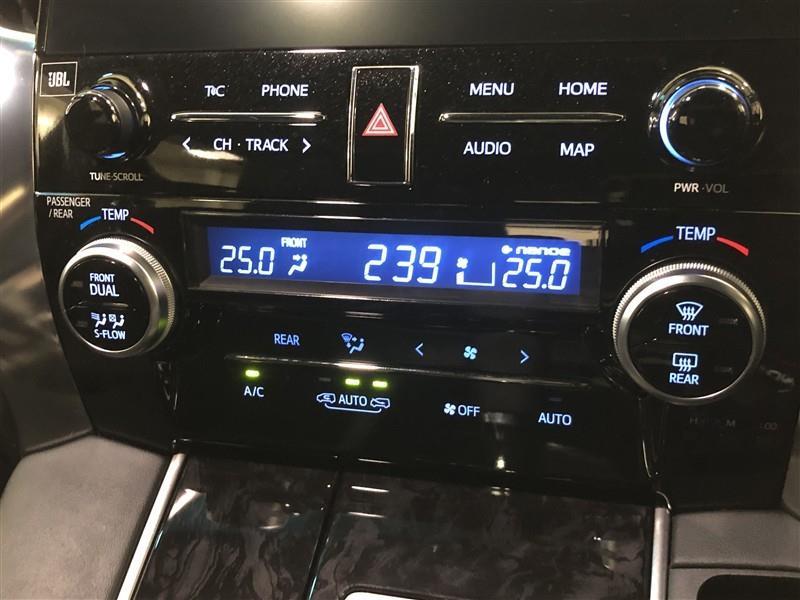 JBL
T C PHONE
MENU HOME
< CH · TRACK >
AUDIO MAP
TUNE·SCROLL
PWR·VOL
PASSENGER
/REAR
TEMP
TEMP
FRONT
DUAL
S-FLOW
25.0 FRONT 239 nanoe 25.0
FRONT
REAR
REAR < >
A/C AUTO OFF AUTO